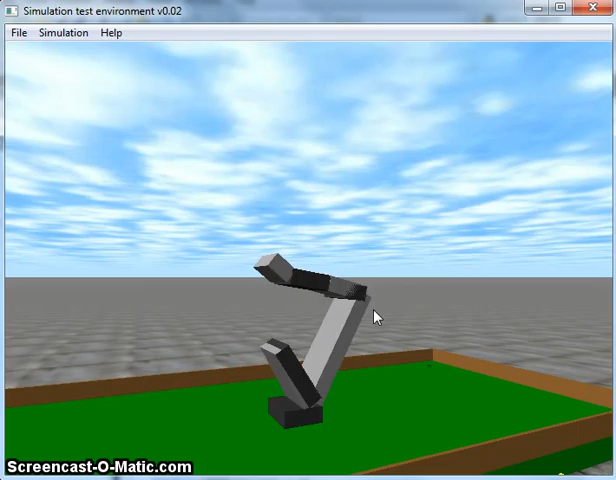 Simulation test environment v0.02
File Simulation Help
Screencast-O-Matic.com